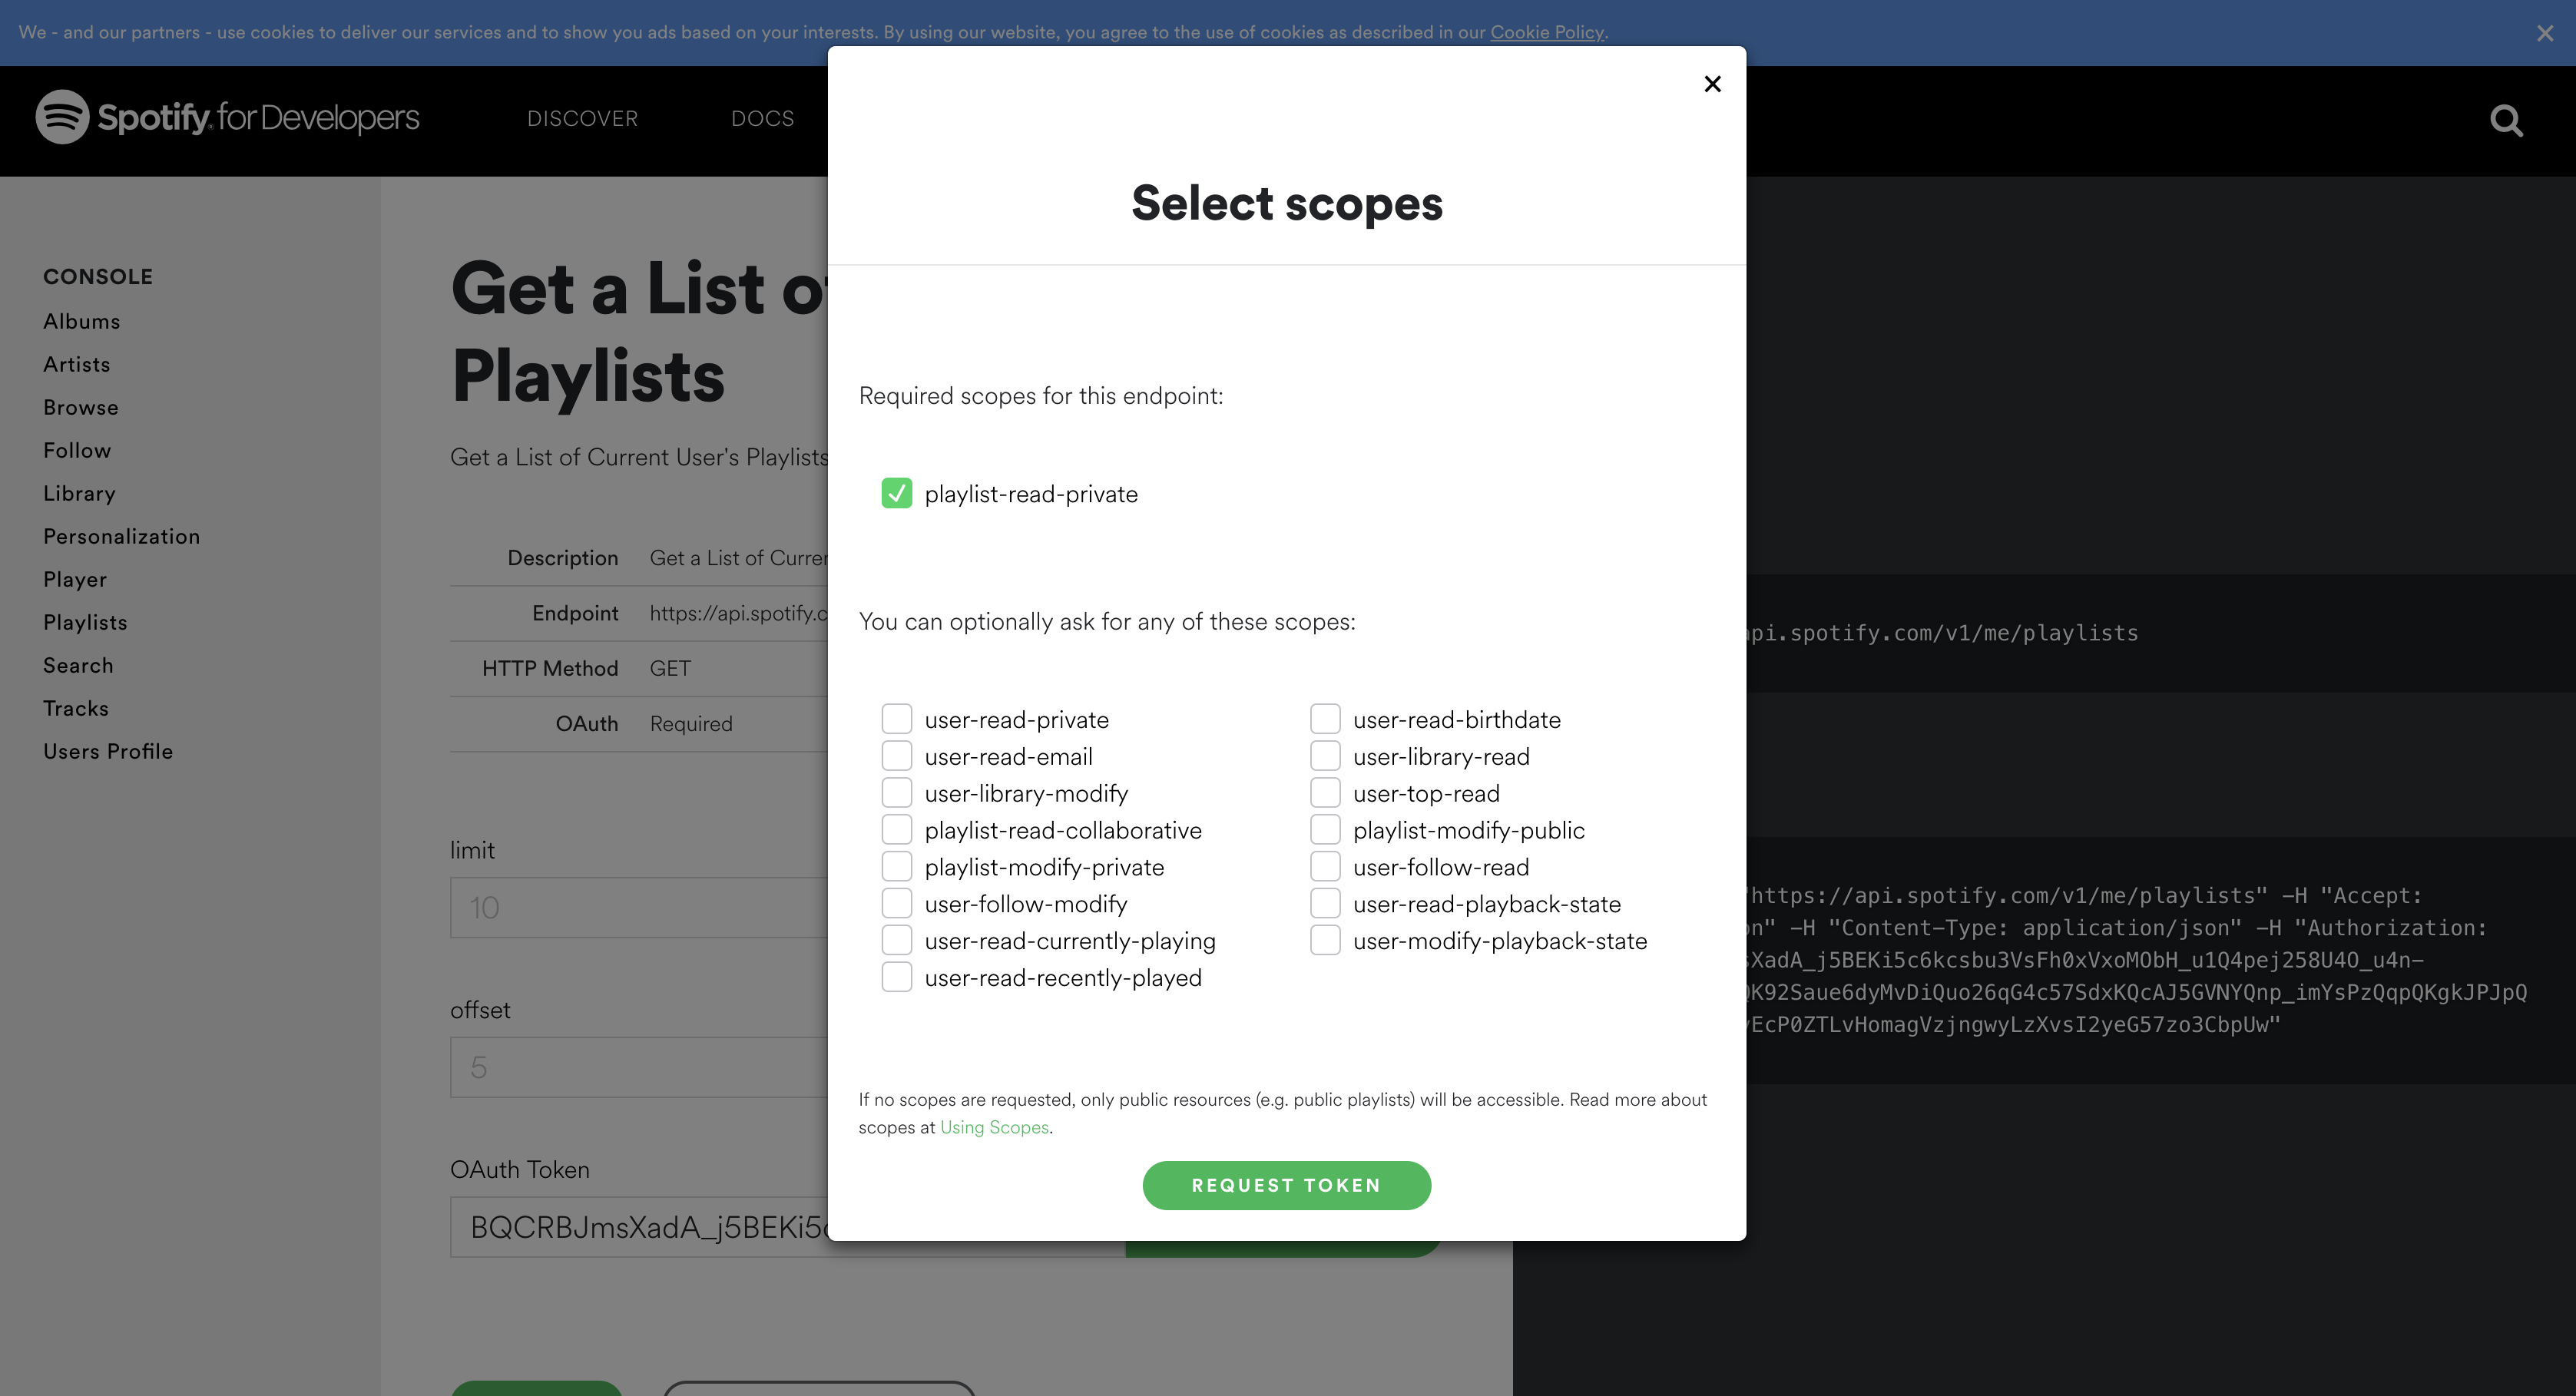 We - and our partners - use cookies to deliver our services and to show you ads based on your interests. By using our website, you agree to the use of cookies as described in our Cookie Policy.
Spotify for Developers
DISCOVER
DOCS
CONSOLE
Albums
Artists
Browse
Follow
Library
Personalization
Player
Playlists
Search
Tracks
Users Profile
Get a List of
Playlists
Get a List of Current User's Playlists
Description Get a List of Curren
Endpoint https://api.spotify.c
HTTP Method GET
OAuth Required
limit
10
offset
5
OAuth Token
BQCRBJmsXadA_j5BEKi5c
Select scopes
Required scopes for this endpoint:
playlist-read-private
You can optionally ask for any of these scopes:
user-read-private
user-read-birthdate
user-read-email
user-library-read
user-library-modify
user-top-read
playlist-read-collaborative
playlist-modify-public
playlist-modify-private
user-follow-read
user-follow-modify
user-read-playback-state
user-read-currently-playing
user-modify-playback-state
user-read-recently-played
If no scopes are requested, only public resources (e.g. public playlists) will be accessible. Read more about
scopes at Using Scopes.
REQUEST TOKEN
api.spotify.com/v1/me/playlists
"https://api.spotify.com/v1/me/playlists" -H "Accept:
on" -H "Content-Type: application/json" -H "Authorization:
sXadA_j5BEKi5c6kcsbu3VsFh0xVxoMObH_u1Q4pej258U4O_u4n-
QK92Saue6dyMvDiQuo26qG4c57SdxKQcAJ5GVNYQnp_imYsPzQqpQKgkJPJpQ
yEcP0ZTLvHomagVzjngwyLzXvsI2yeG57zo3CbpUw"